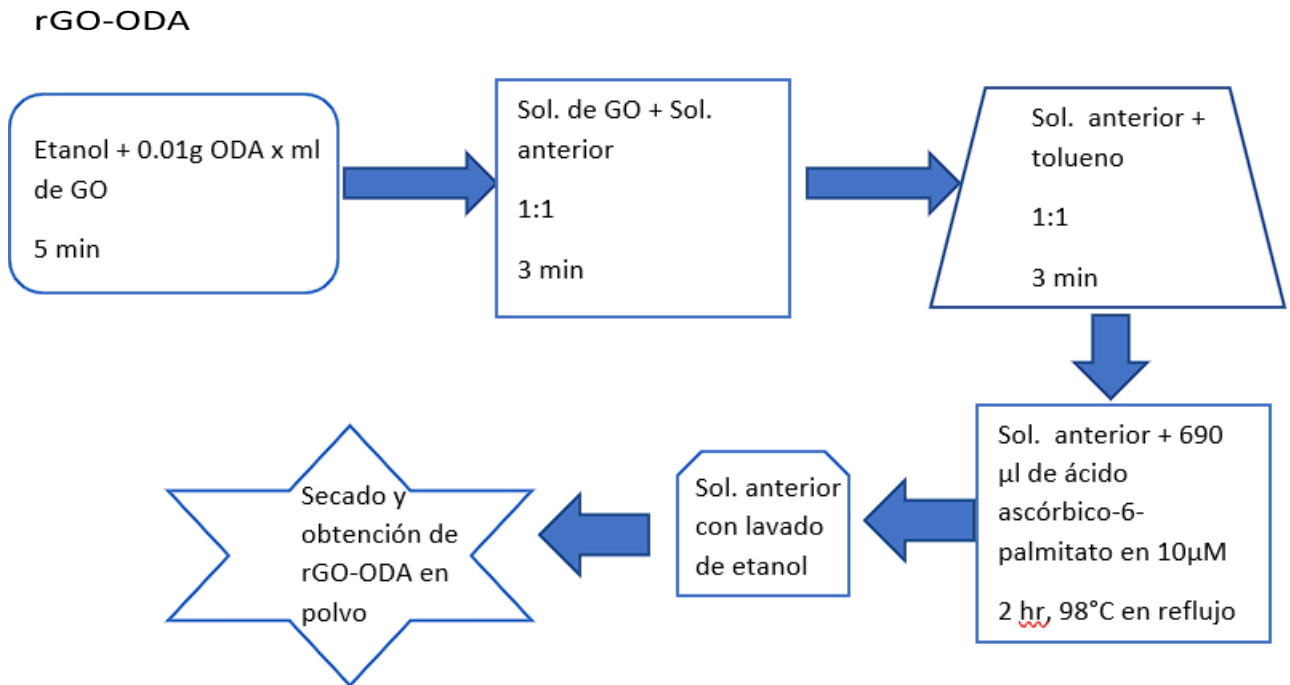 rGO-ODA
Etanol + 0.01g ODA x ml
de GO
5 min
Sol. de GO + Sol.
anterior
1:1
3 min
Sol.  anterior +
tolueno
1:1
3 min
Sol.  anterior + 690
µl de ácido
ascórbico-6-
palmitato en 10µM
2 hr, 98°C en reflujo
Sol. anterior
con lavado
de etanol
Secado y
obtención de
rGO-ODA en
polvo